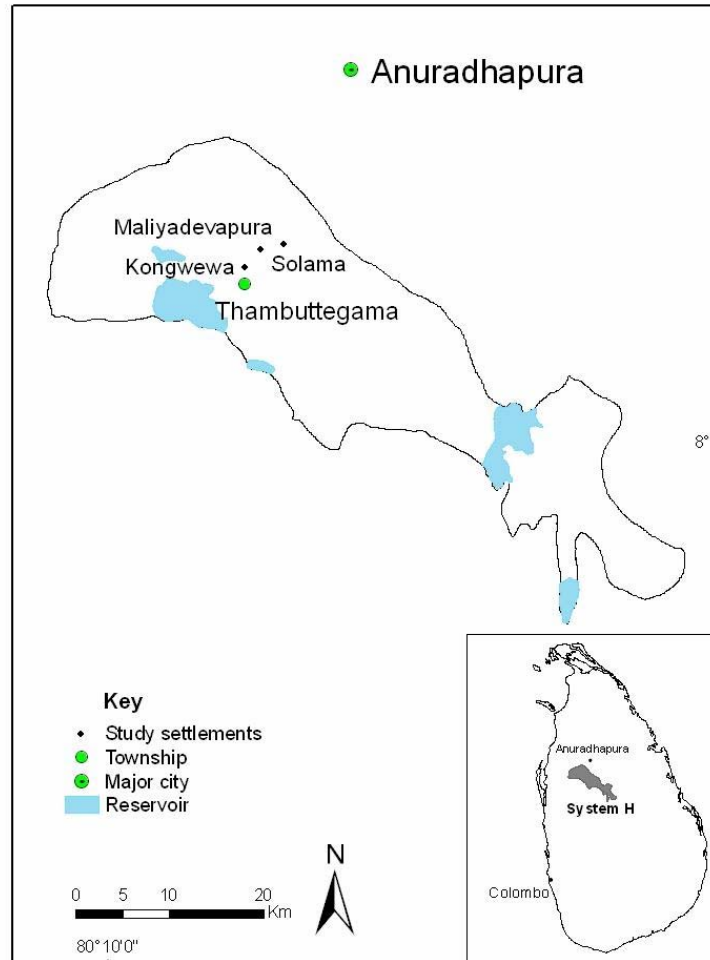 Anuradhapura
Maliyadevapura
Solama
Kongwewa
Thambuttegama
8°
Key
Study settlements
Township
Major city
Reservoir
N
0 5 10 20
Km
80° 10'0"
Anuradhapura
System H
Colombo